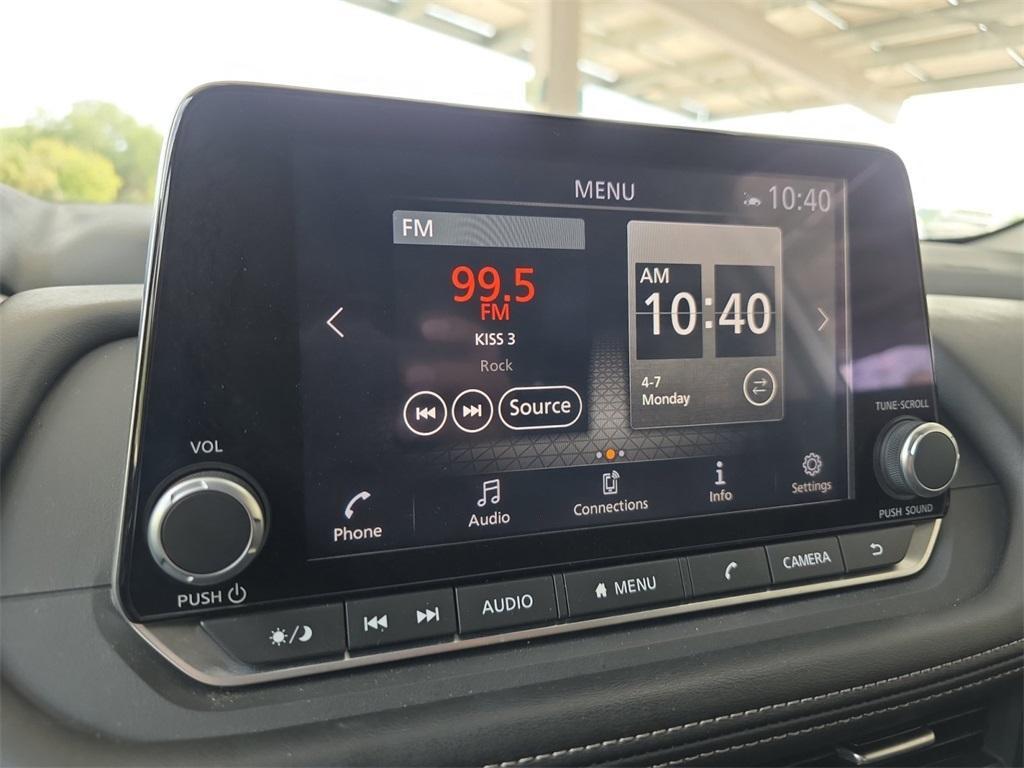 MENU
10:40
FM
99.5
FM
KISS 3
Rock
Source
AM
10:40
4-7
Monday
Phone
Audio
Connections
Info
Settings
VOL
PUSH
TUNE·SCROLL
PUSH SOUND
AUDIO
MENU
CAMERA